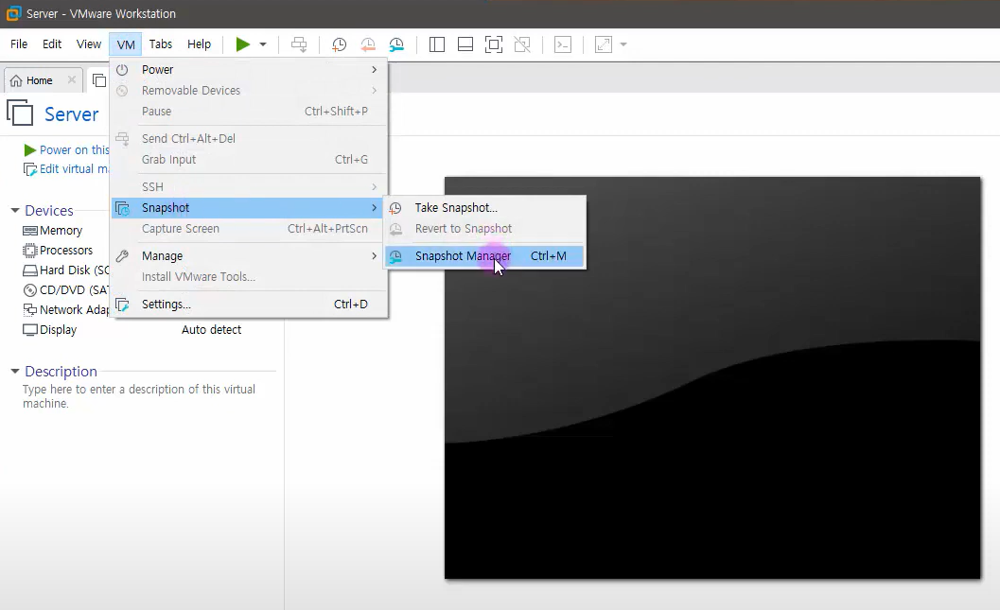 Server - VMware Workstation
File Edit View VM Tabs Help
Home
Server
Power on this
Edit virtual ma
Devices
Memory
Processors
Hard Disk (SC
CD/DVD (SAT
Network Adap
Display Auto detect
Description
Type here to enter a description of this virtual
machine.
Power
Removable Devices
Pause Ctrl+Shift+P
Send Ctrl+Alt+Del
Grab Input Ctrl+G
SSH
Snapshot
Capture Screen Ctrl+Alt+PrtScn
Manage
Install VMware Tools...
Settings... Ctrl+D
Take Snapshot...
Revert to Snapshot
Snapshot Manager Ctrl+M